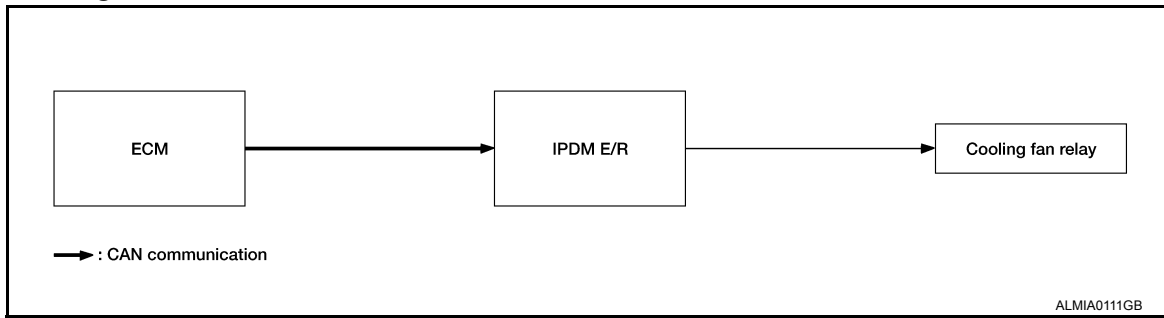 ECM
IPDM E/R
Cooling fan relay
: CAN communication
ALMIA0111GB